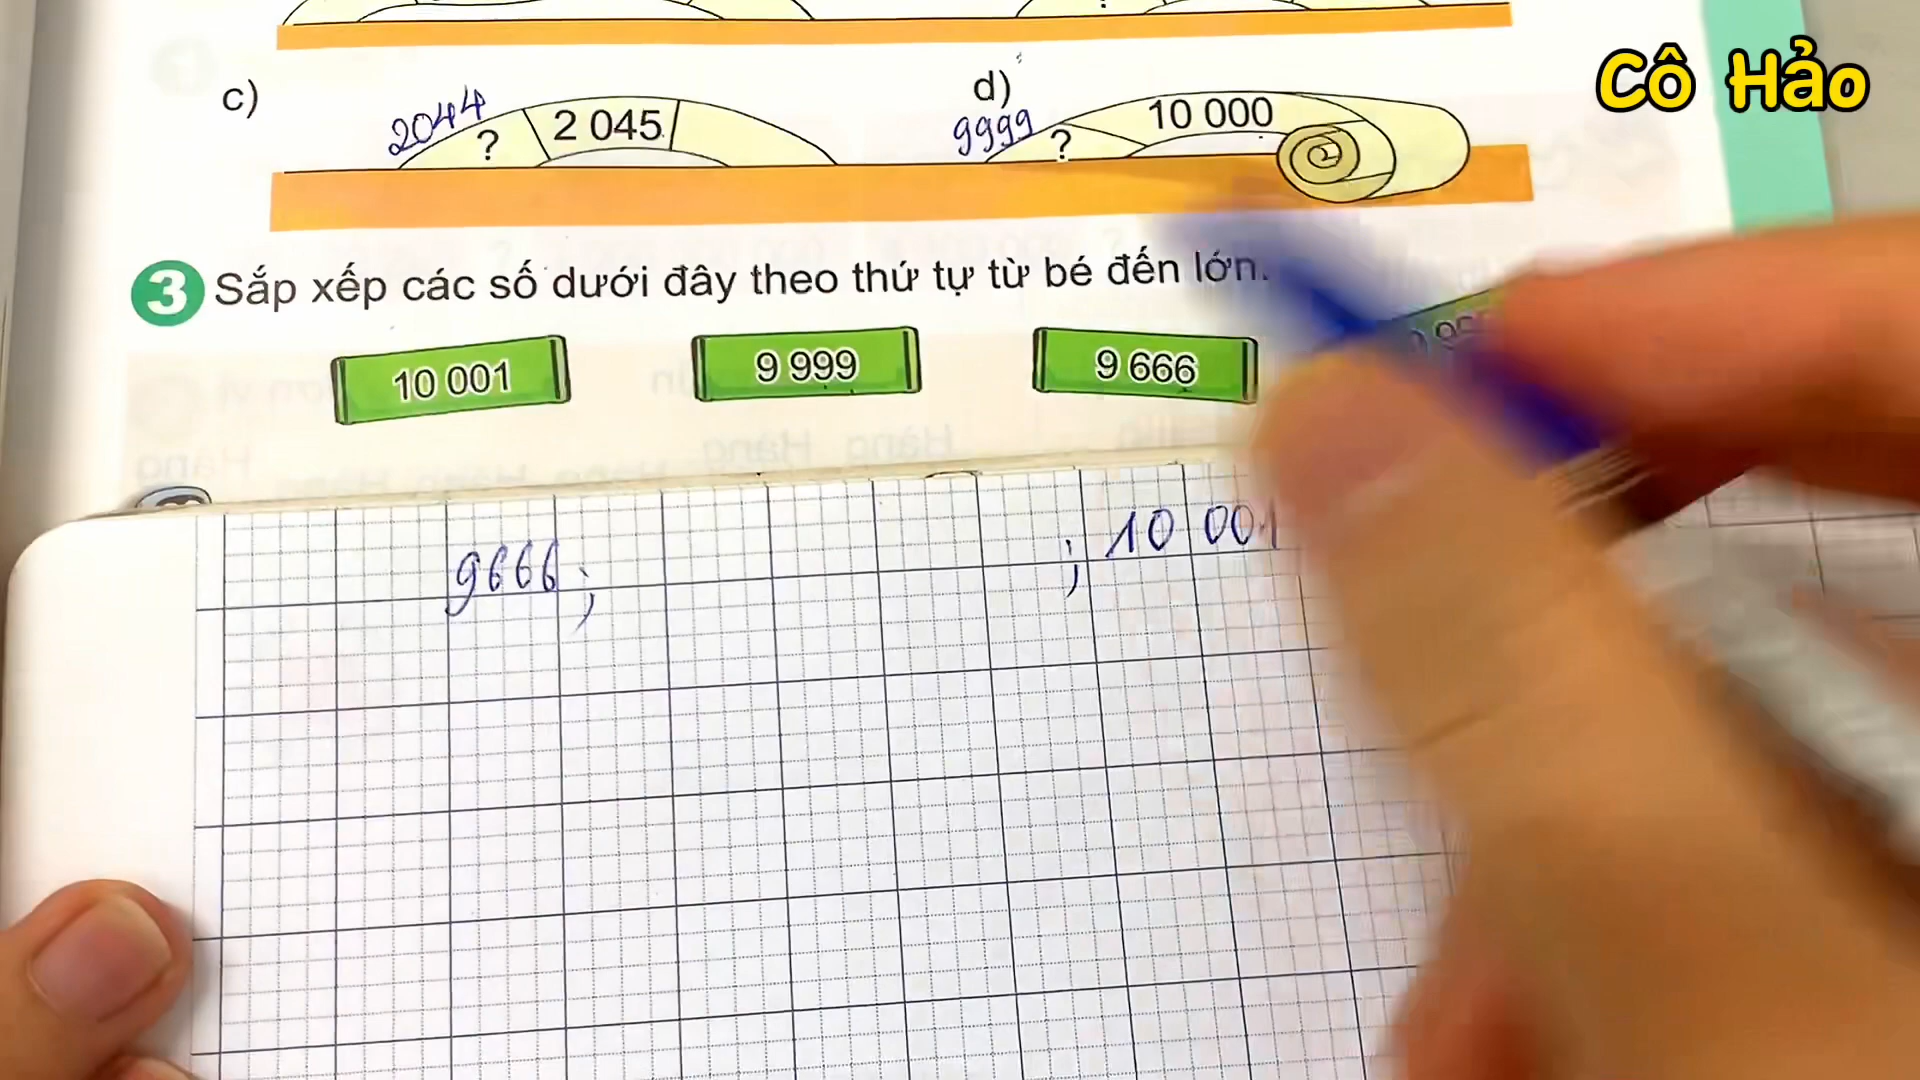 Cô Hảo
c) 2044 ? 2 045
d) 9999 ? 10 000
3 Sắp xếp các số dưới đây theo thứ tự từ bé đến lớn.
10 001 9 999 9 666
9666; ; 10 001